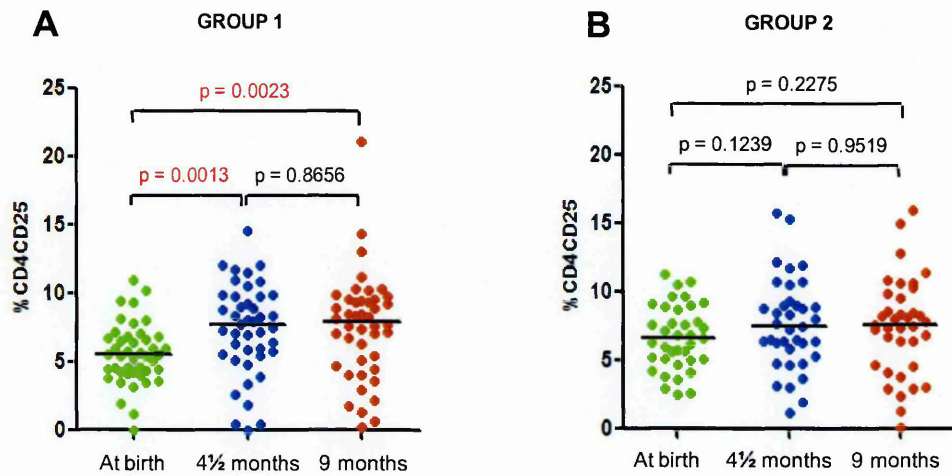 A
GROUP 1
% CD4CD25
25
20
15
10
5
0
p = 0.0023
p = 0.0013
p = 0.8656
At birth
4½ months
9 months
B
GROUP 2
% CD4CD25
25
20
15
10
5
0
p = 0.2275
p = 0.1239
p = 0.9519
At birth
4½ months
9 months